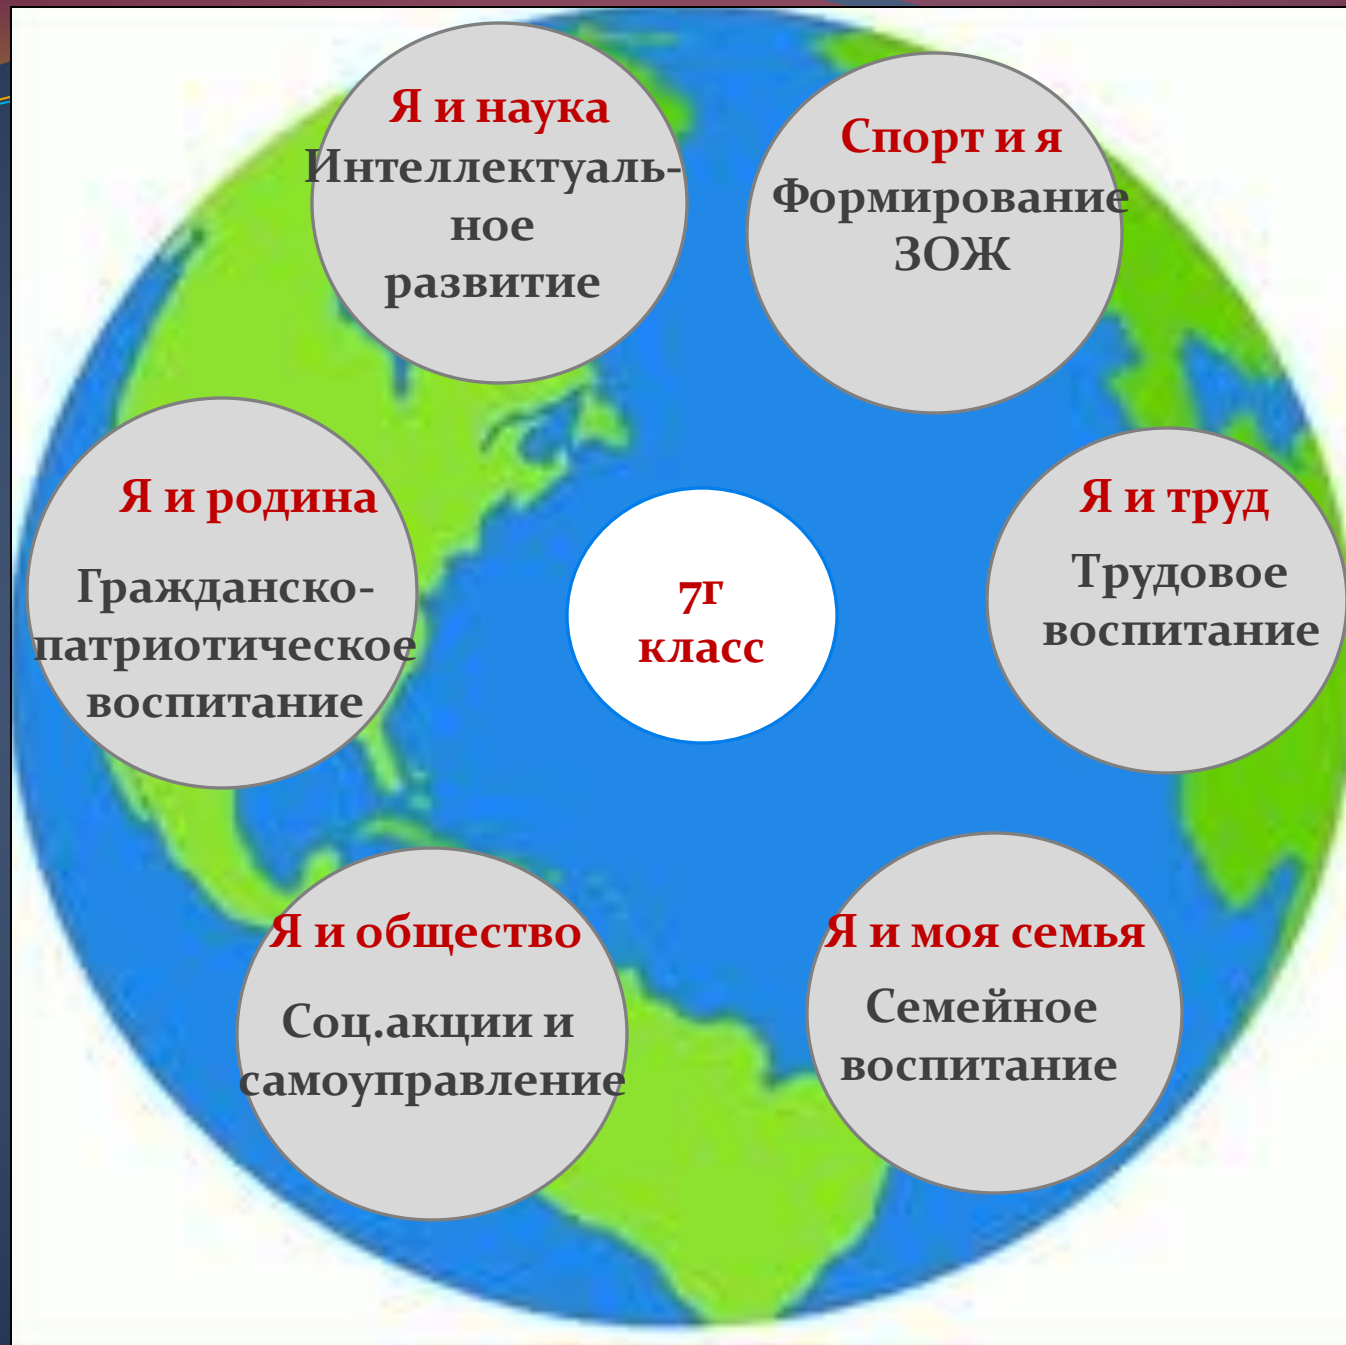 Я и наука
Интеллектуаль-
ное
развитие
Спорт и я
Формирование
ЗОЖ
Я и родина
Гражданско-
патриотическое
воспитание
7г
класс
Я и труд
Трудовое
воспитание
Я и общество
Соц.акции и
самоуправление
Я и моя семья
Семейное
воспитание